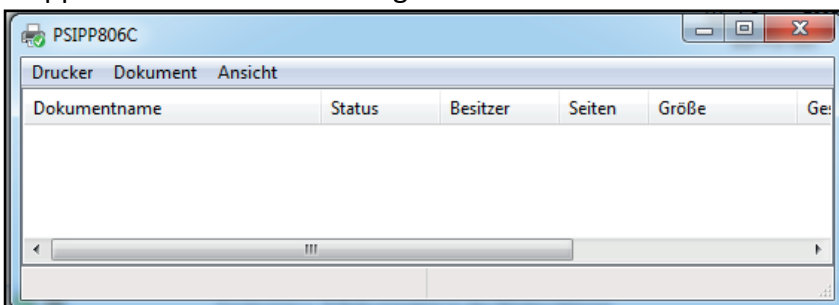 PSIPP806C
Drucker Dokument Ansicht
Dokumentname Status Besitzer Seiten Größe